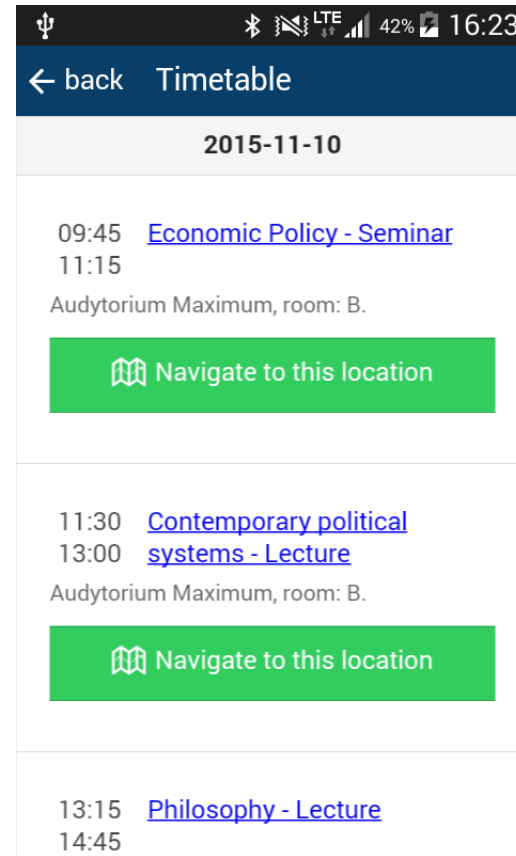 LTE 42% 16:23
← back Timetable
2015-11-10
09:45 Economic Policy - Seminar
11:15
Audytorium Maximum, room: B.
Navigate to this location
11:30 Contemporary political
13:00 systems - Lecture
Audytorium Maximum, room: B.
Navigate to this location
13:15 Philosophy - Lecture
14:45